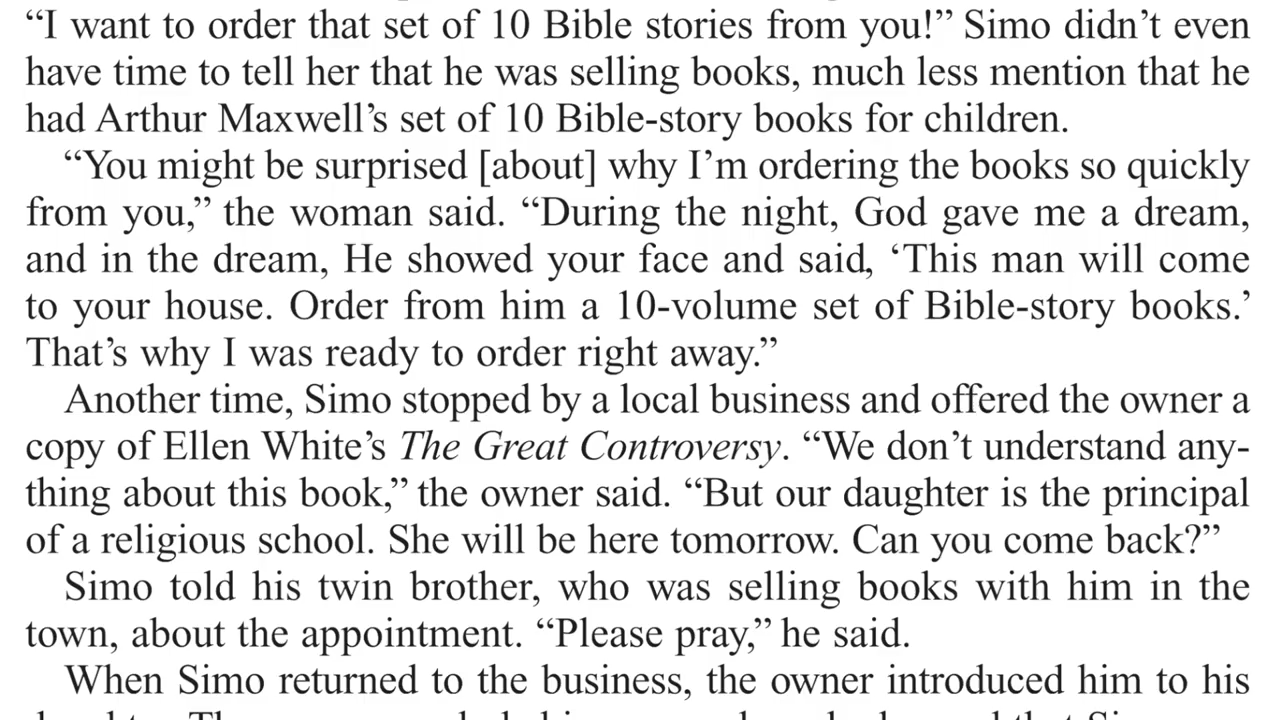 “I want to order that set of 10 Bible stories from you!” Simo didn’t even
have time to tell her that he was selling books, much less mention that he
had Arthur Maxwell’s set of 10 Bible-story books for children.
“You might be surprised [about] why I’m ordering the books so quickly
from you,” the woman said. “During the night, God gave me a dream,
and in the dream, He showed your face and said, ‘This man will come
to your house. Order from him a 10-volume set of Bible-story books.’
That’s why I was ready to order right away.”
Another time, Simo stopped by a local business and offered the owner a
copy of Ellen White’s The Great Controversy. “We don’t understand any-
thing about this book,” the owner said. “But our daughter is the principal
of a religious school. She will be here tomorrow. Can you come back?”
Simo told his twin brother, who was selling books with him in the
town, about the appointment. “Please pray,” he said.
When Simo returned to the business, the owner introduced him to his